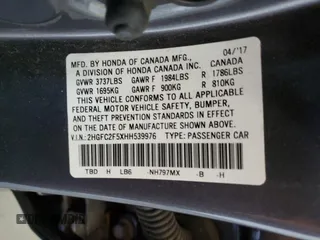 MFD. BY HONDA OF CANADA MFG., 04/'17
A DIVISION OF HONDA CANADA INC. CANADA
GVWR 3737LBS GAWR F 1984LBS R 1786LBS
GVWR 1695KG GAWR F 900KG R 810KG
THIS VEHICLE CONFORMS TO ALL APPLICABLE
FEDERAL MOTOR VEHICLE SAFETY, BUMPER,
AND THEFT PREVENTION STANDARDS IN EFFECT
ON THE DATE OF MANUFACTURE SHOWN ABOVE.
V.I.N.: 2HGFC2F5XHH539976 TYPE: PASSENGER CAR
TBD H LB6 -NH797MX -B -H